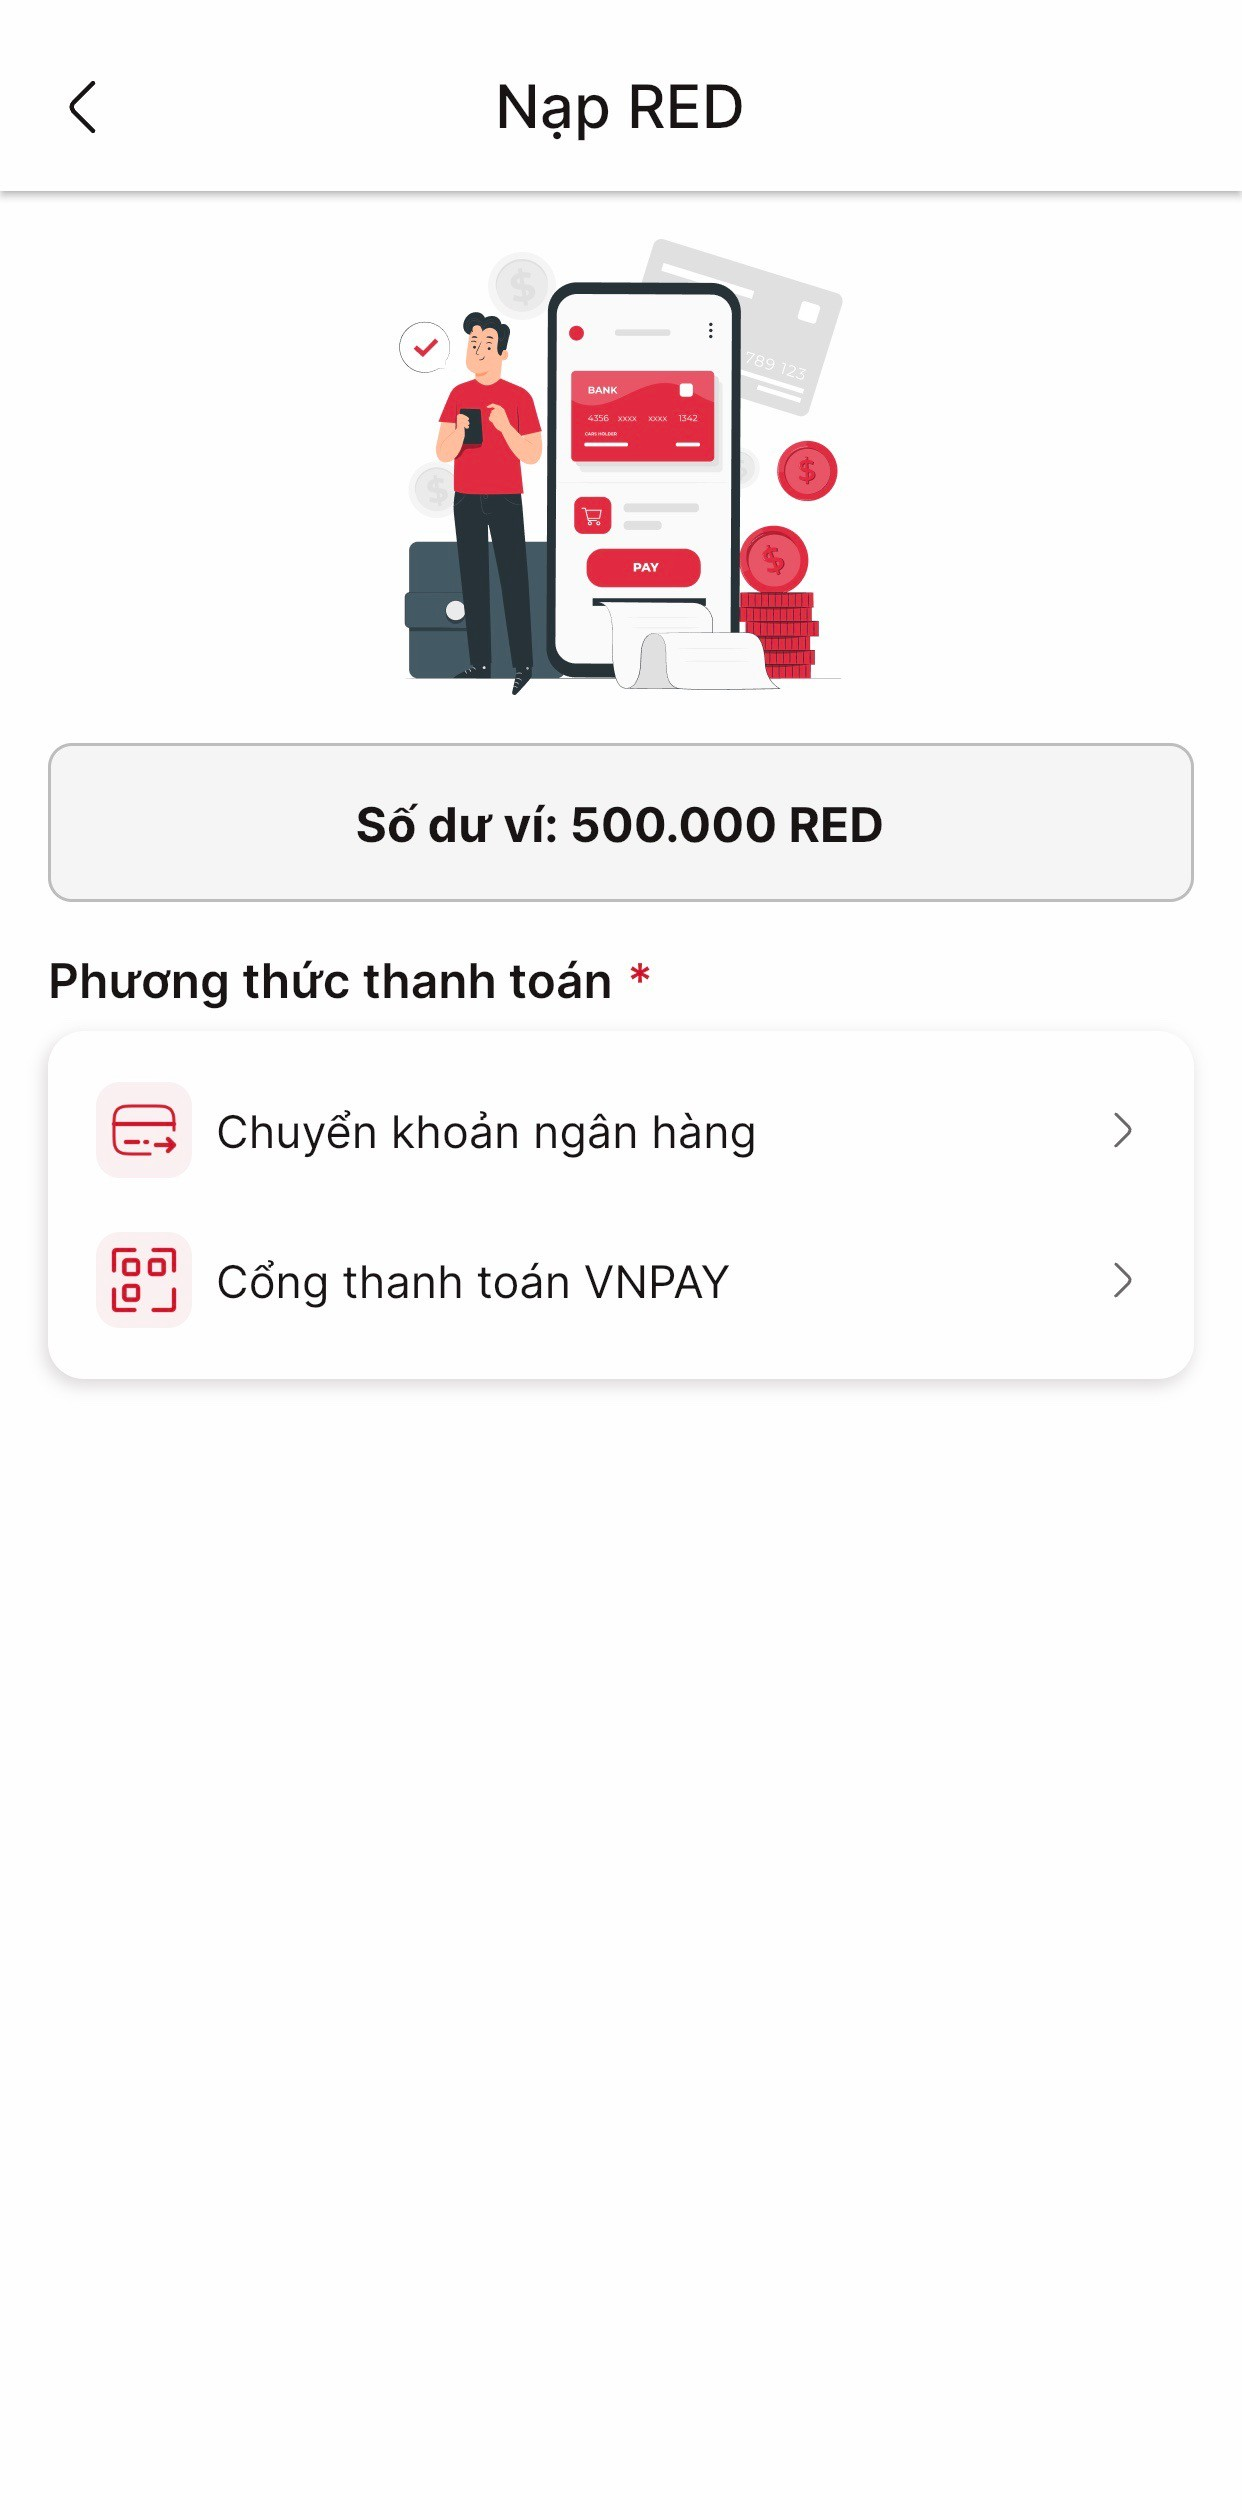 Nạp RED
$
789 123
BANK
4356 xxxx xxxx 1342
CARS HOLDER
$
$
$
$
PAY
Số dư ví: 500.000 RED
Phương thức thanh toán *
Chuyển khoản ngân hàng
Cổng thanh toán VNPAY